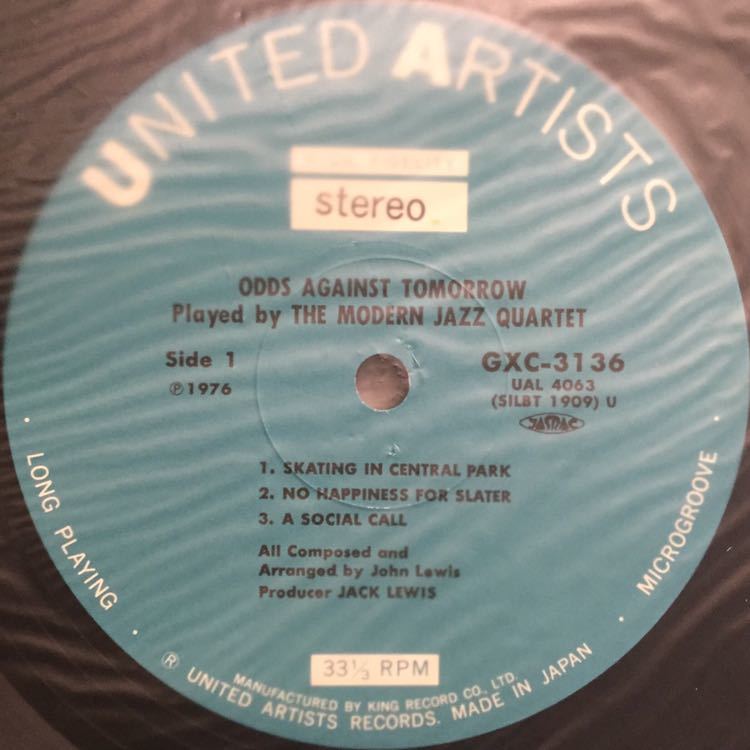 UNITED ARTISTS
HIGH FIDELITY
stereo
ODDS AGAINST TOMORROW
Played by THE MODERN JAZZ QUARTET
Side 1
Ⓟ1976
GXC-3136
UAL 4063
(SILBT 1909) U
JASRAC
1. SKATING IN CENTRAL PARK
2. NO HAPPINESS FOR SLATER
3. A SOCIAL CALL
All Composed and
Arranged by John Lewis
Producer JACK LEWIS
· LONG PLAYING ·
· MICROGROOVE ·
33⅓ RPM
MANUFACTURED BY KING RECORD CO., LTD.
® UNITED ARTISTS RECORDS. MADE IN JAPAN